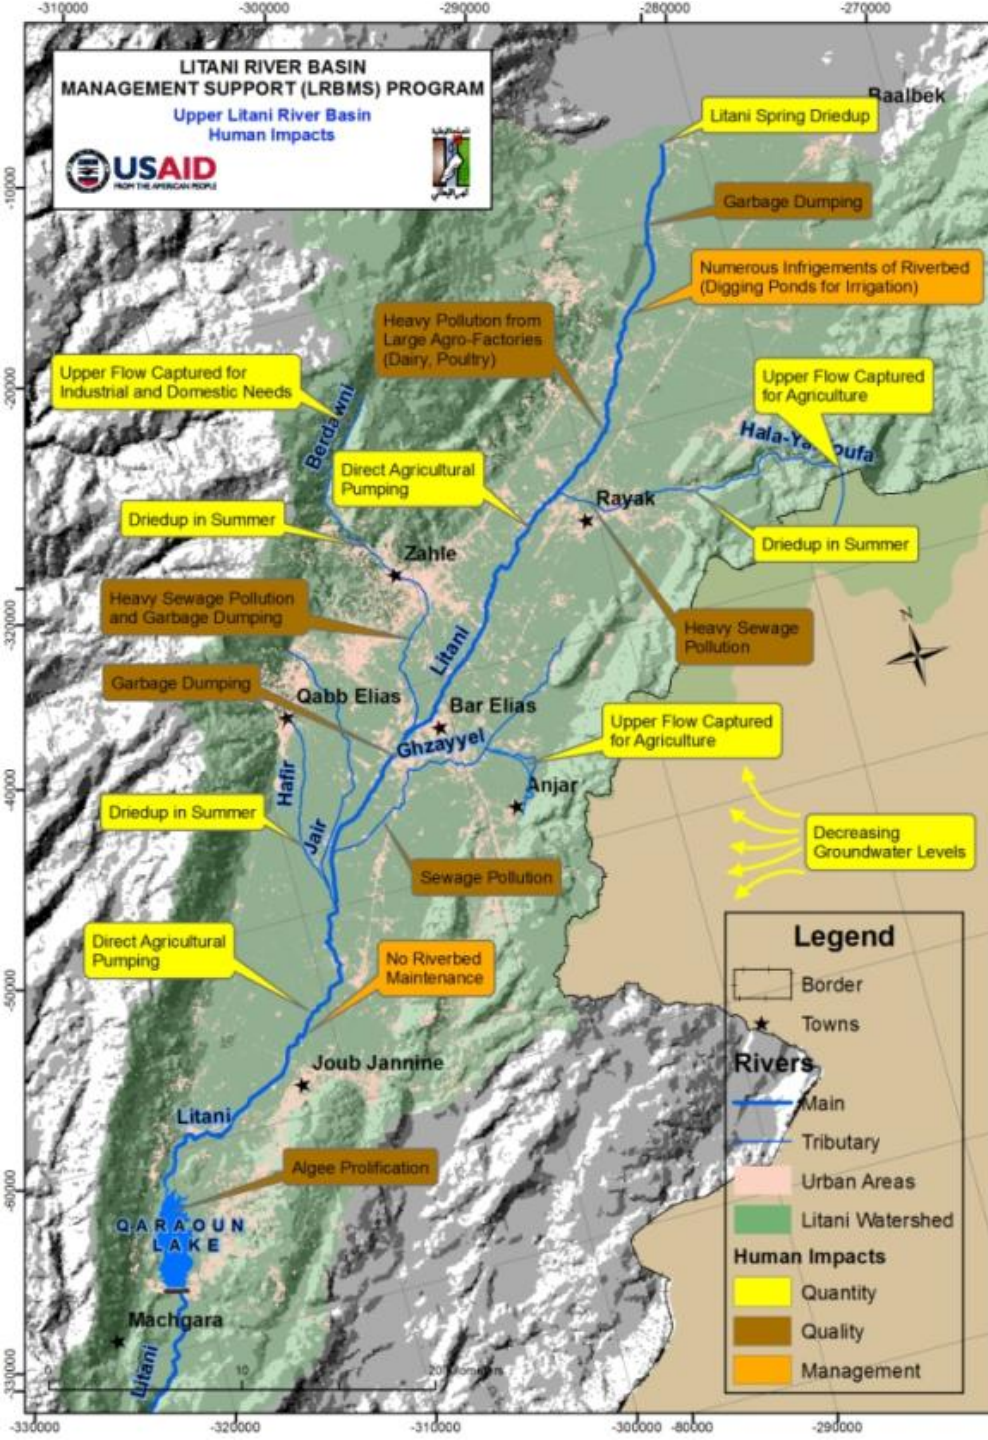 -310000
-300000
-290000
-280000
-270000
LITANI RIVER BASIN
MANAGEMENT SUPPORT (LRBMS) PROGRAM
Upper Litani River Basin
Human Impacts
USAID
FROM THE AMERICAN PEOPLE
Baalbek
Litani Spring Driedup
-10000
Garbage Dumping
Numerous Infrigements of Riverbed
(Digging Ponds for Irrigation)
Heavy Pollution from
Large Agro-Factories
(Dairy, Poultry)
Upper Flow Captured for
Industrial and Domestic Needs
-20000
Upper Flow Captured
for Agriculture
Berdawni
Hala-Ya
oufa
Direct Agricultural
Pumping
Rayak
Driedup in Summer
Driedup in Summer
Zahle
Heavy Sewage Pollution
and Garbage Dumping
Heavy Sewage
Pollution
N
Litani
Garbage Dumping
Qabb Elias
Bar Elias
Upper Flow Captured
for Agriculture
Ghzayyel
Hafir
Anjar
-40000
Driedup in Summer
Jair
Decreasing
Groundwater Levels
Sewage Pollution
Direct Agricultural
Pumping
No Riverbed
Maintenance
-50000
Joub Jannine
Litani
Algee Prolification
-60000
QARAOUN
LAKE
Machgara
Litani
0
10
Legend
Border
Towns
Rivers
Main
Tributary
Urban Areas
Litani Watershed
Human Impacts
Quantity
Quality
Management
-330000
-320000
-310000
-300000
-80000
-290000